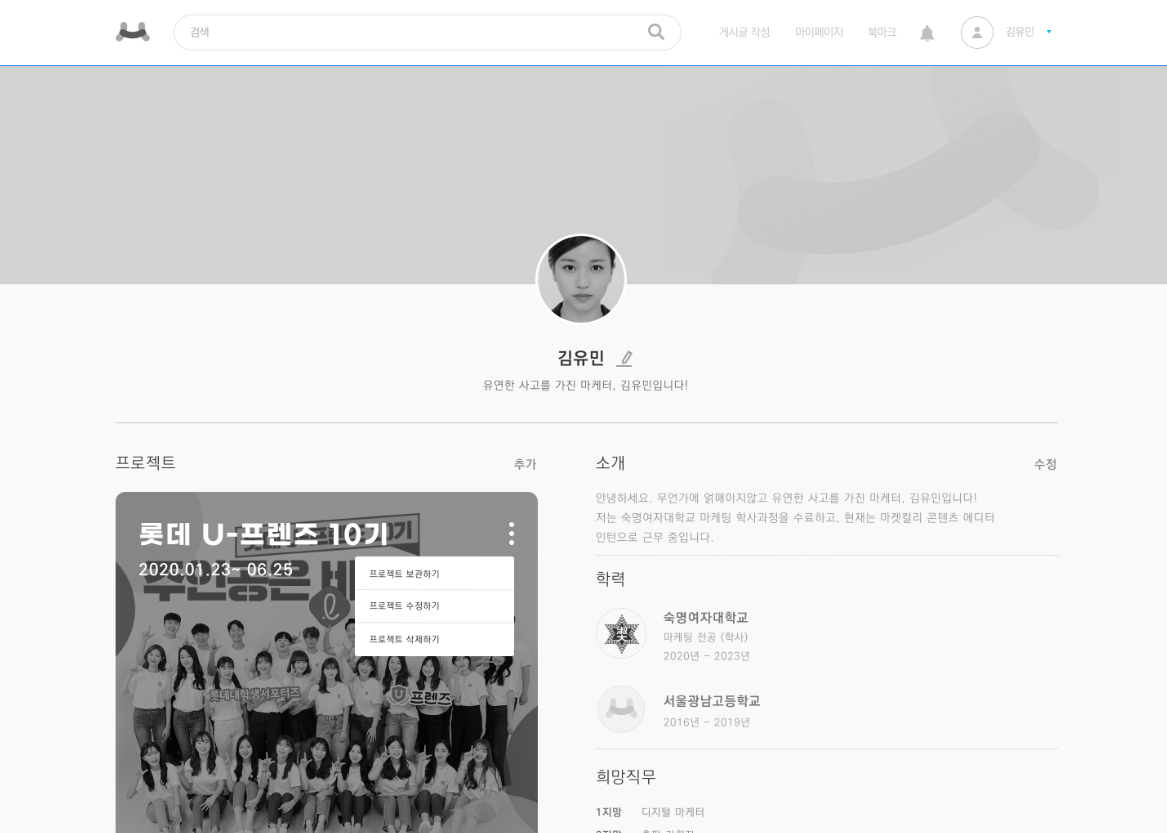 검색
게시글 작성
마이페이지
북마크
김유민
김유민
유연한 사고를 가진 마케터, 김유민입니다!
프로젝트
추가
롯데 U-프렌즈 10기
2020.01.23~ 06.25
프로젝트 보관하기
프로젝트 수정하기
프로젝트 삭제하기
롯데대학생서포터즈
U프렌즈
소개
수정
안녕하세요. 무언가에 얽매이지않고 유연한 사고를 가진 마케터, 김유민입니다!
저는 숙명여자대학교 마케팅 학사과정을 수료하고, 현재는 마켓컬리 콘텐츠 에디터
인턴으로 근무 중입니다.
학력
숙명여자대학교
마케팅 전공 (학사)
2020년 - 2023년
서울광남고등학교
2016년 - 2019년
희망직무
1지망
디지털 마케터